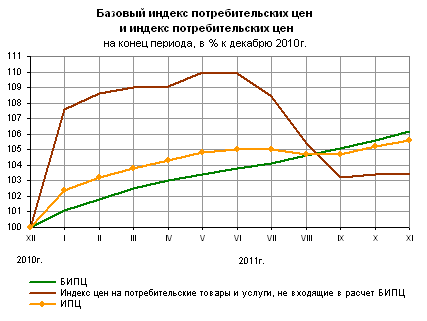 Базовый индекс потребительских цен
и индекс потребительских цен
на конец периода, в % к декабрю 2010г.
110
109
108
107
106
105
104
103
102
101
100
XII I II III IV V VI VII VIII IX X XI
2010г. 2011г.
БИПЦ
Индекс цен на потребительские товары и услуги, не входящие в расчет БИПЦ
ИПЦ